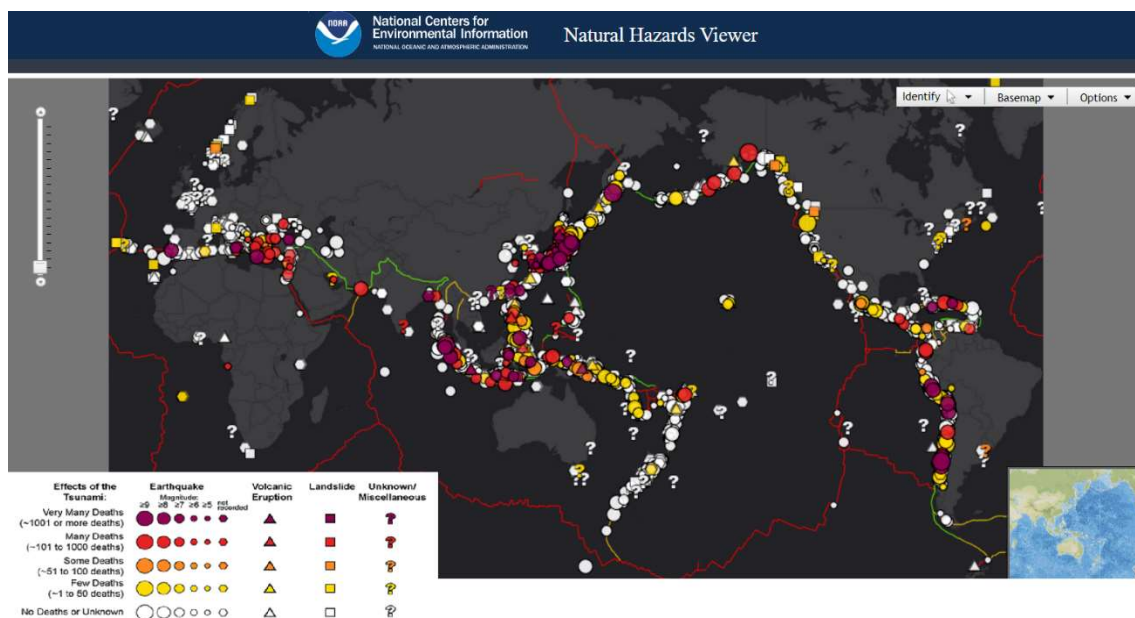 NOAA
National Centers for
Environmental Information
NATIONAL OCEANIC AND ATMOSPHERIC ADMINISTRATION
Natural Hazards Viewer
Identify
Basemap
Options
Effects of the
Tsunami:
Earthquake
Magnitude:
≥9 ≥8 ≥7 ≥6 ≥5 not recorded
Volcanic
Eruption
Landslide
Unknown/
Miscellaneous
Very Many Deaths
(~1001 or more deaths)
?
Many Deaths
(~101 to 1000 deaths)
?
Some Deaths
(~51 to 100 deaths)
?
Few Deaths
(~1 to 50 deaths)
?
No Deaths or Unknown
?